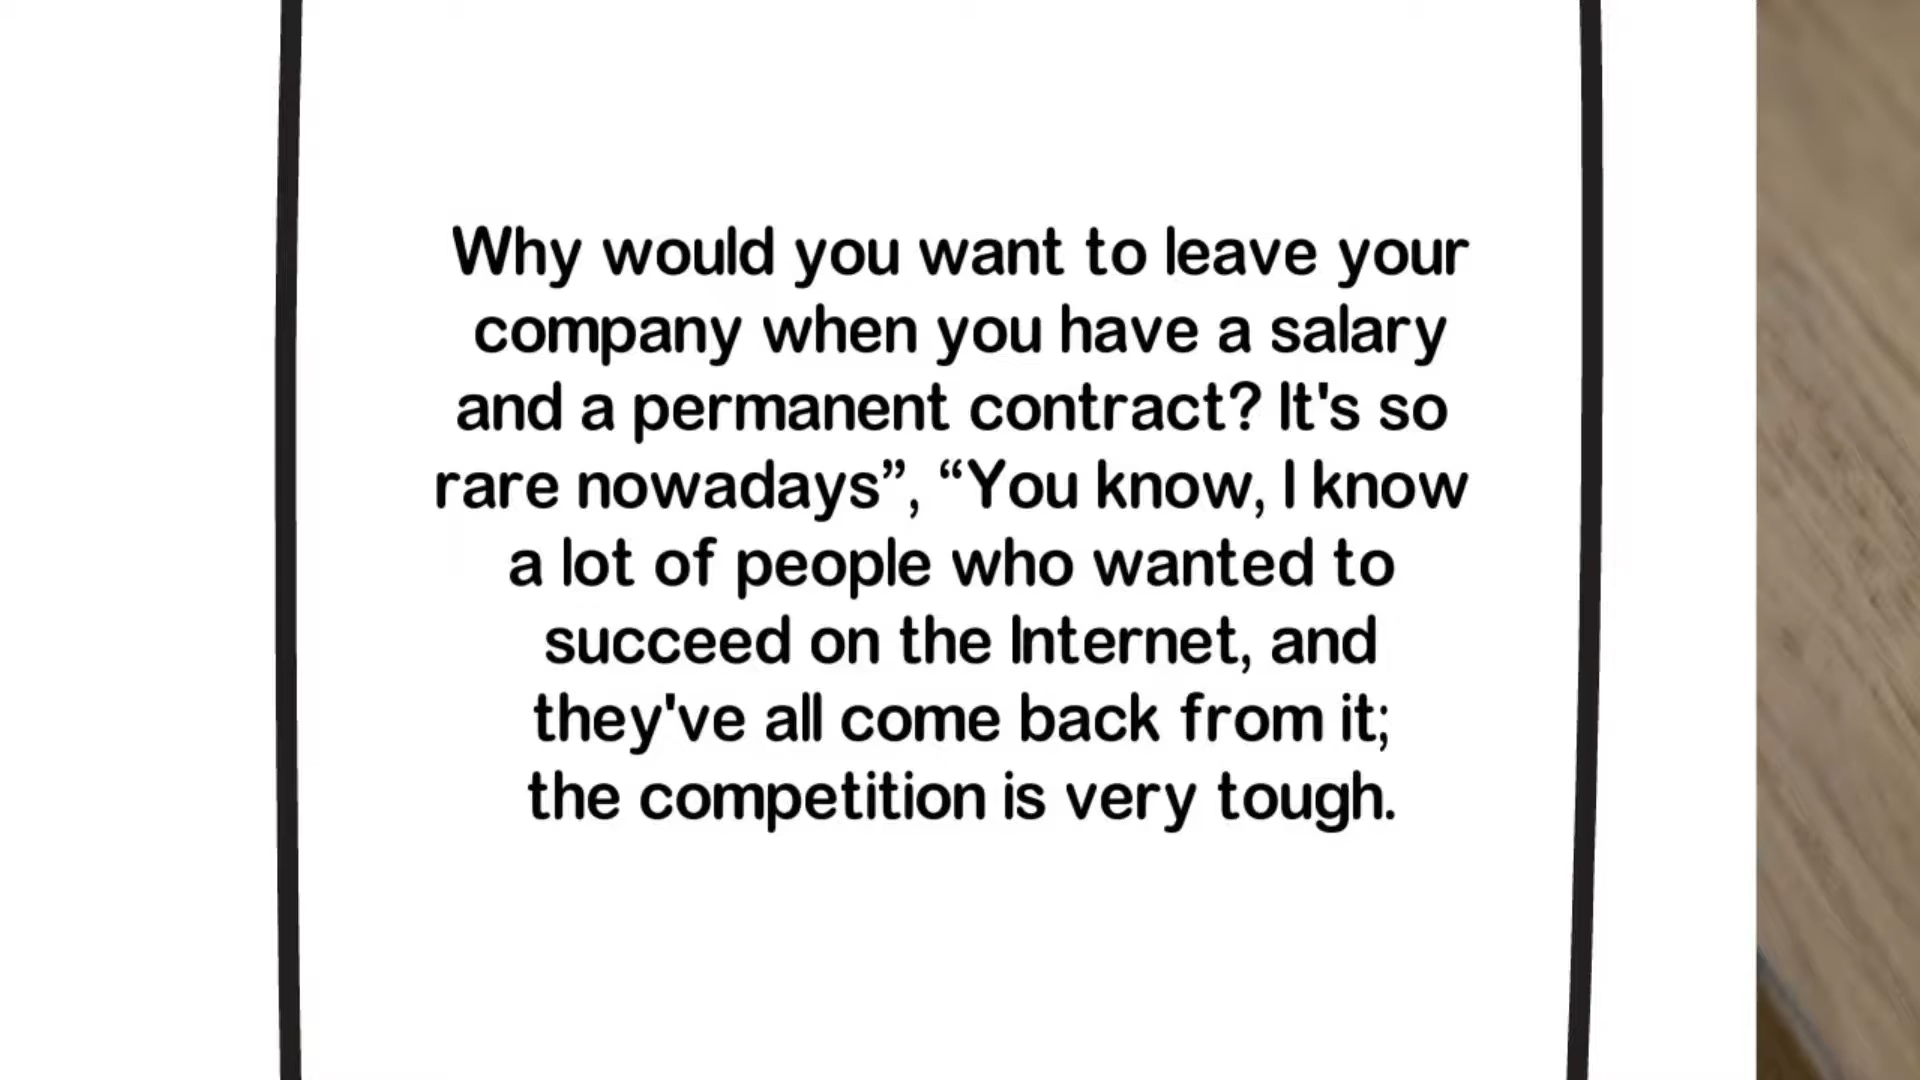 Why would you want to leave your
company when you have a salary
and a permanent contract? It's so
rare nowadays”, “You know, I know
a lot of people who wanted to
succeed on the Internet, and
they've all come back from it;
the competition is very tough.